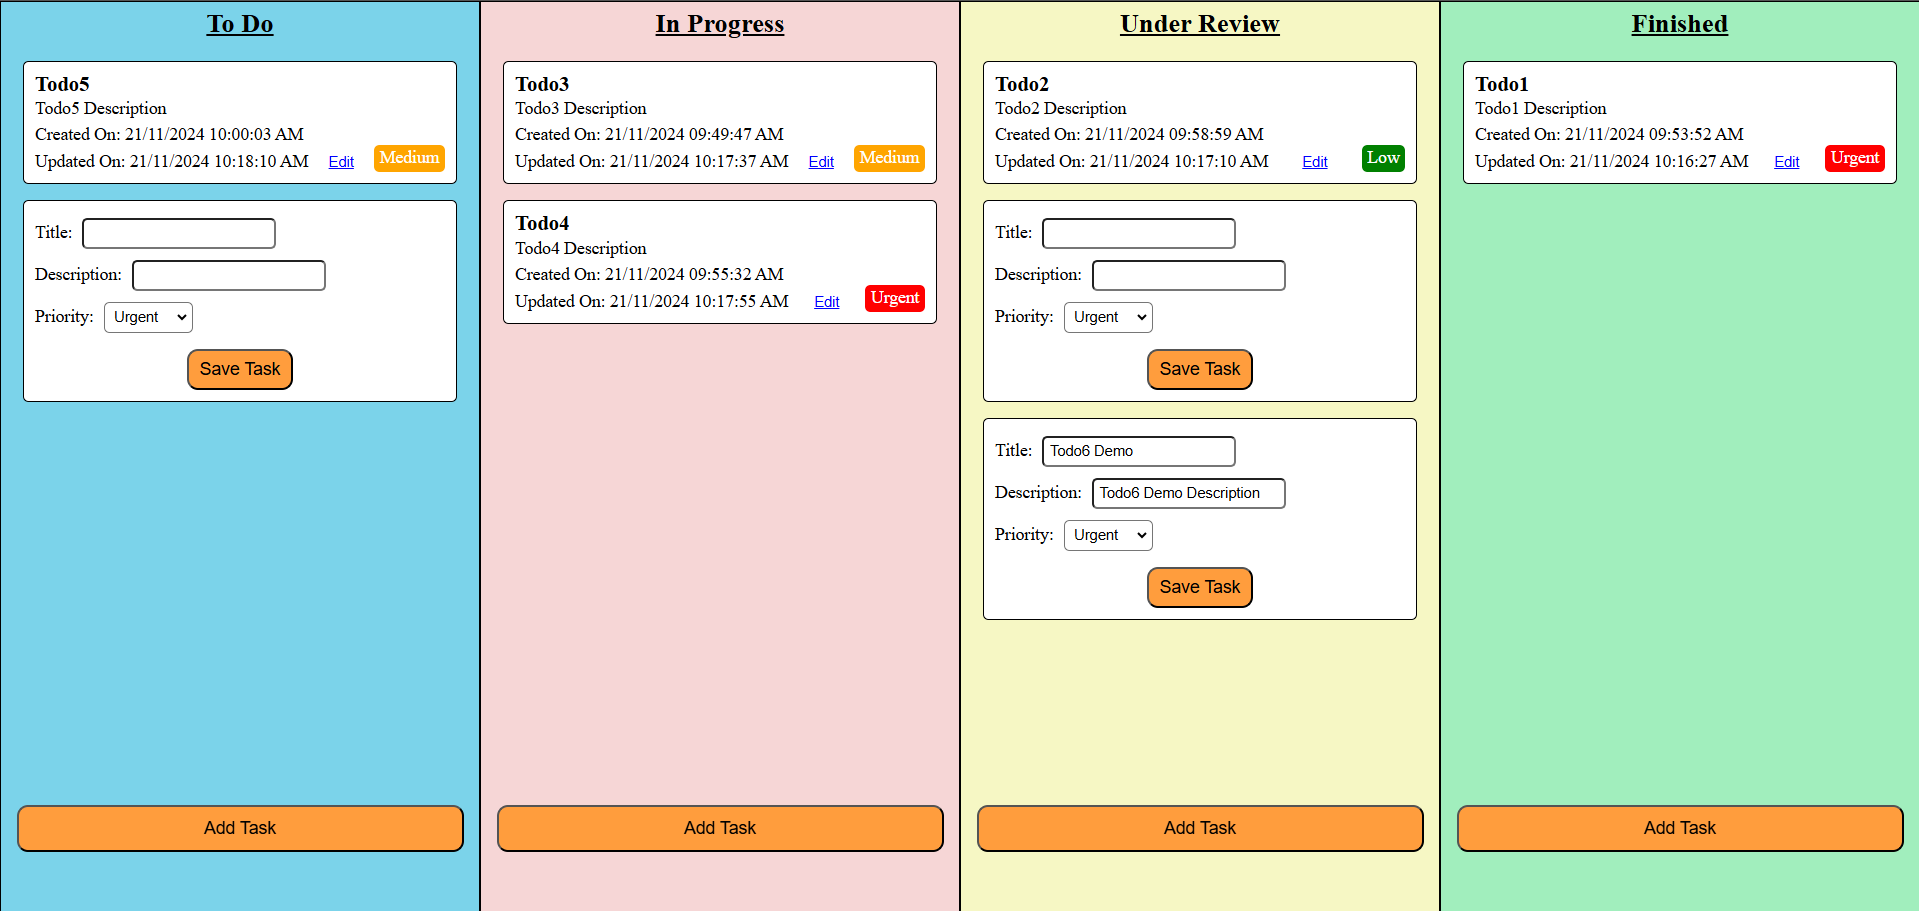 To Do
Todo5
Todo5 Description
Created On: 21/11/2024 10:00:03 AM
Updated On: 21/11/2024 10:18:10 AM Edit Medium
Title:
Description:
Priority: Urgent
Save Task
Add Task
In Progress
Todo3
Todo3 Description
Created On: 21/11/2024 09:49:47 AM
Updated On: 21/11/2024 10:17:37 AM Edit Medium
Todo4
Todo4 Description
Created On: 21/11/2024 09:55:32 AM
Updated On: 21/11/2024 10:17:55 AM Edit Urgent
Add Task
Under Review
Todo2
Todo2 Description
Created On: 21/11/2024 09:58:59 AM
Updated On: 21/11/2024 10:17:10 AM Edit Low
Title:
Description:
Priority: Urgent
Save Task
Title: Todo6 Demo
Description: Todo6 Demo Description
Priority: Urgent
Save Task
Add Task
Finished
Todo1
Todo1 Description
Created On: 21/11/2024 09:53:52 AM
Updated On: 21/11/2024 10:16:27 AM Edit Urgent
Add Task